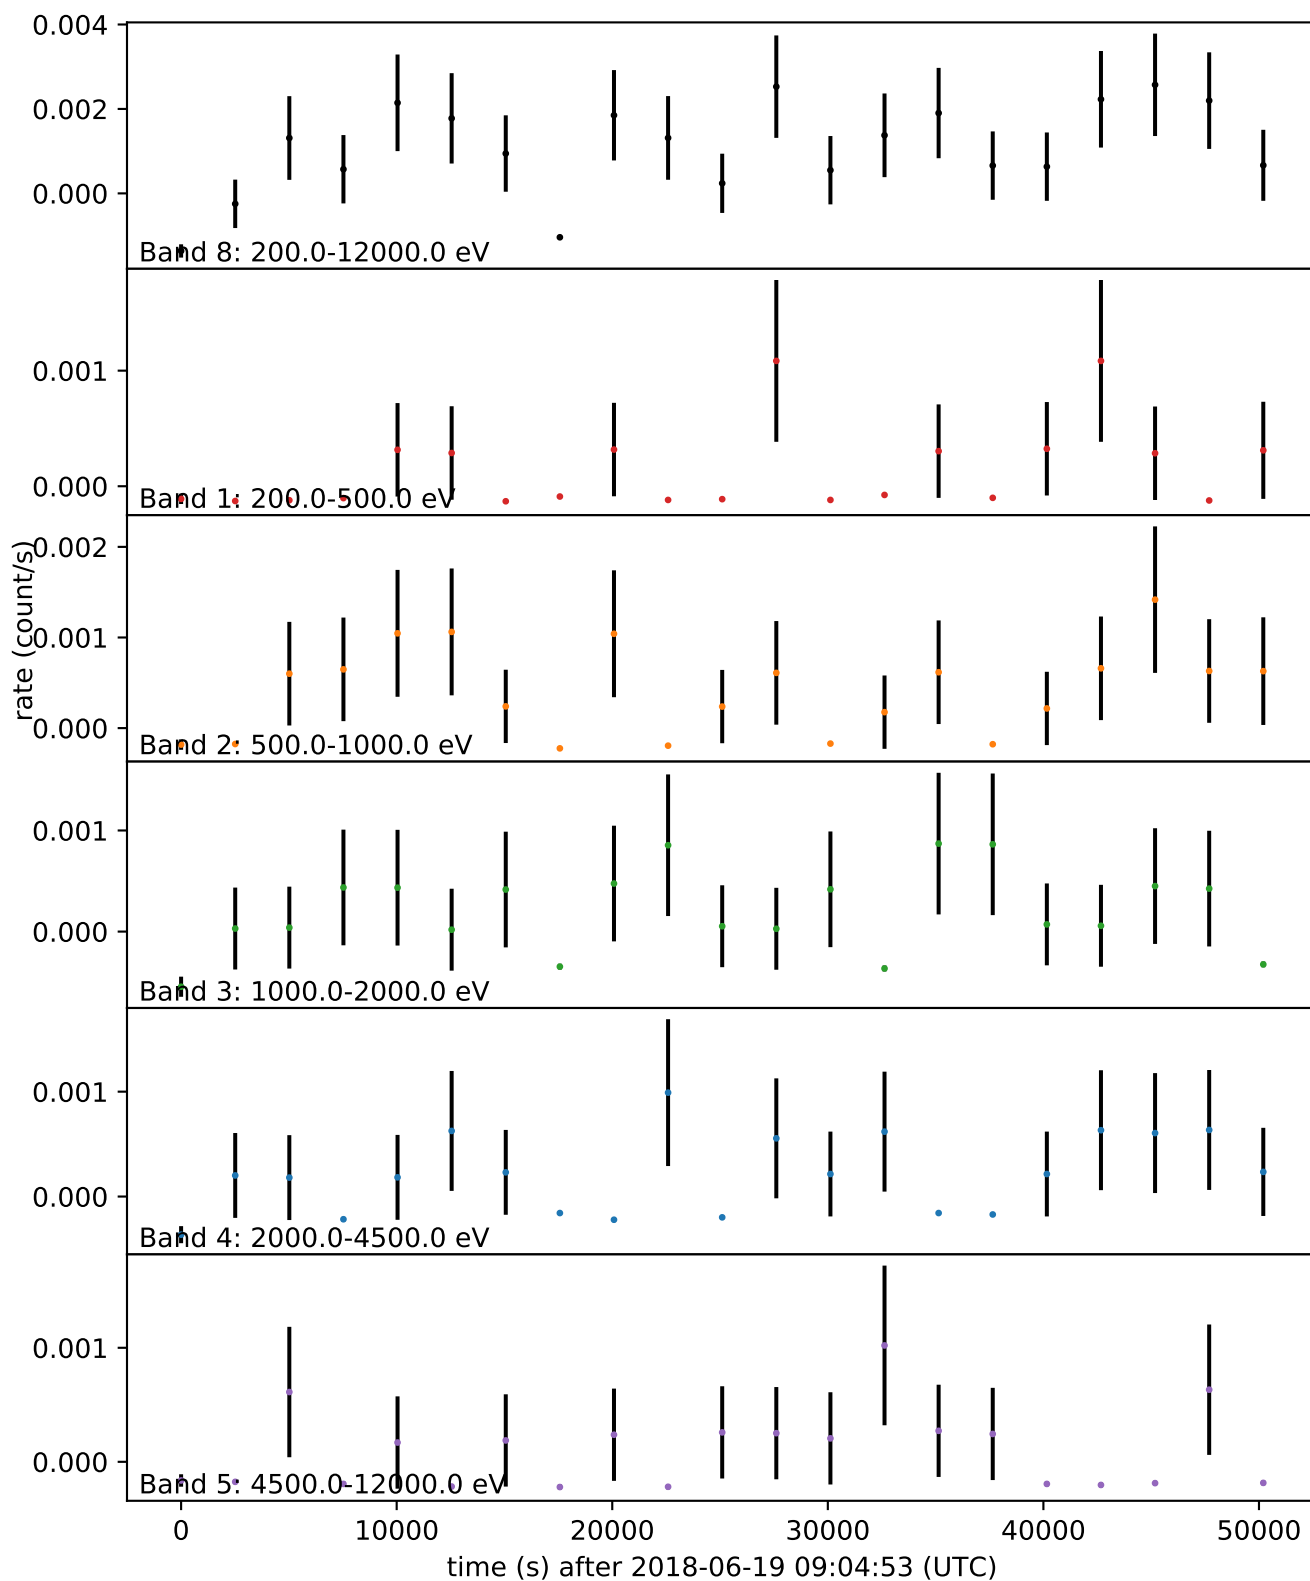 0.004
0.002
0.000
Band 8: 200.0-12000.0 eV
0.001
0.000
Band 1: 200.0-500.0 eV
rate (count/s)
0.002
0.001
0.000
Band 2: 500.0-1000.0 eV
0.001
0.000
Band 3: 1000.0-2000.0 eV
0.001
0.000
Band 4: 2000.0-4500.0 eV
0.001
0.000
Band 5: 4500.0-12000.0 eV
0 10000 20000 30000 40000 50000
time (s) after 2018-06-19 09:04:53 (UTC)